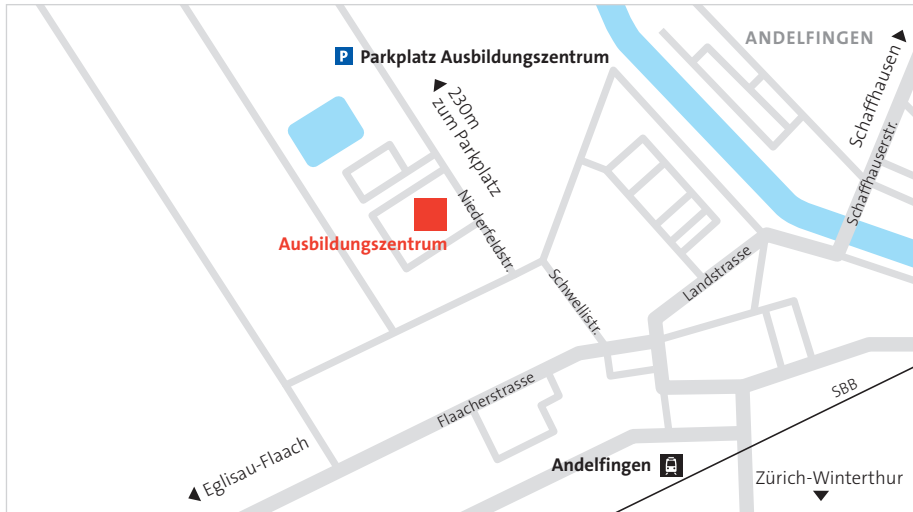 ANDELFINGEN
P Parkplatz Ausbildungszentrum
Schaffhausen
230m
zum Parkplatz
Schaffhauserstr.
Niederfeldstr.
Ausbildungszentrum
Landstrasse
Schwellistr.
Flaacherstrasse
SBB
Eglisau-Flaach
Andelfingen
Zürich-Winterthur